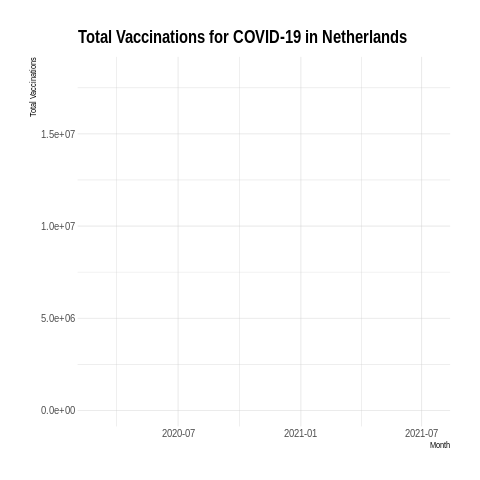 Total Vaccinations for COVID-19 in Netherlands
Total Vaccinations
1.5e+07
1.0e+07
5.0e+06
0.0e+00
2020-07
2021-01
2021-07
Month